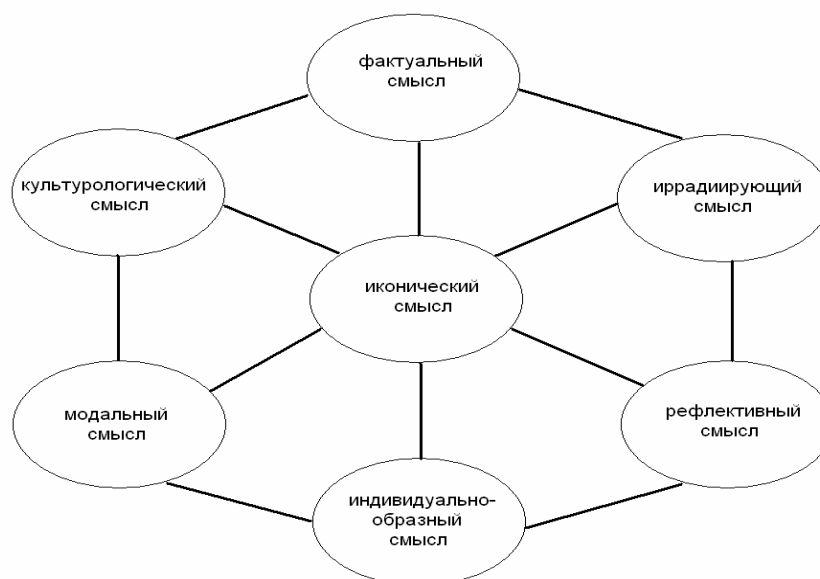 фактуальный
смысл
культурологический
смысл
иррадиирующий
смысл
иконический
смысл
модальный
смысл
рефлективный
смысл
индивидуально-
образный
смысл